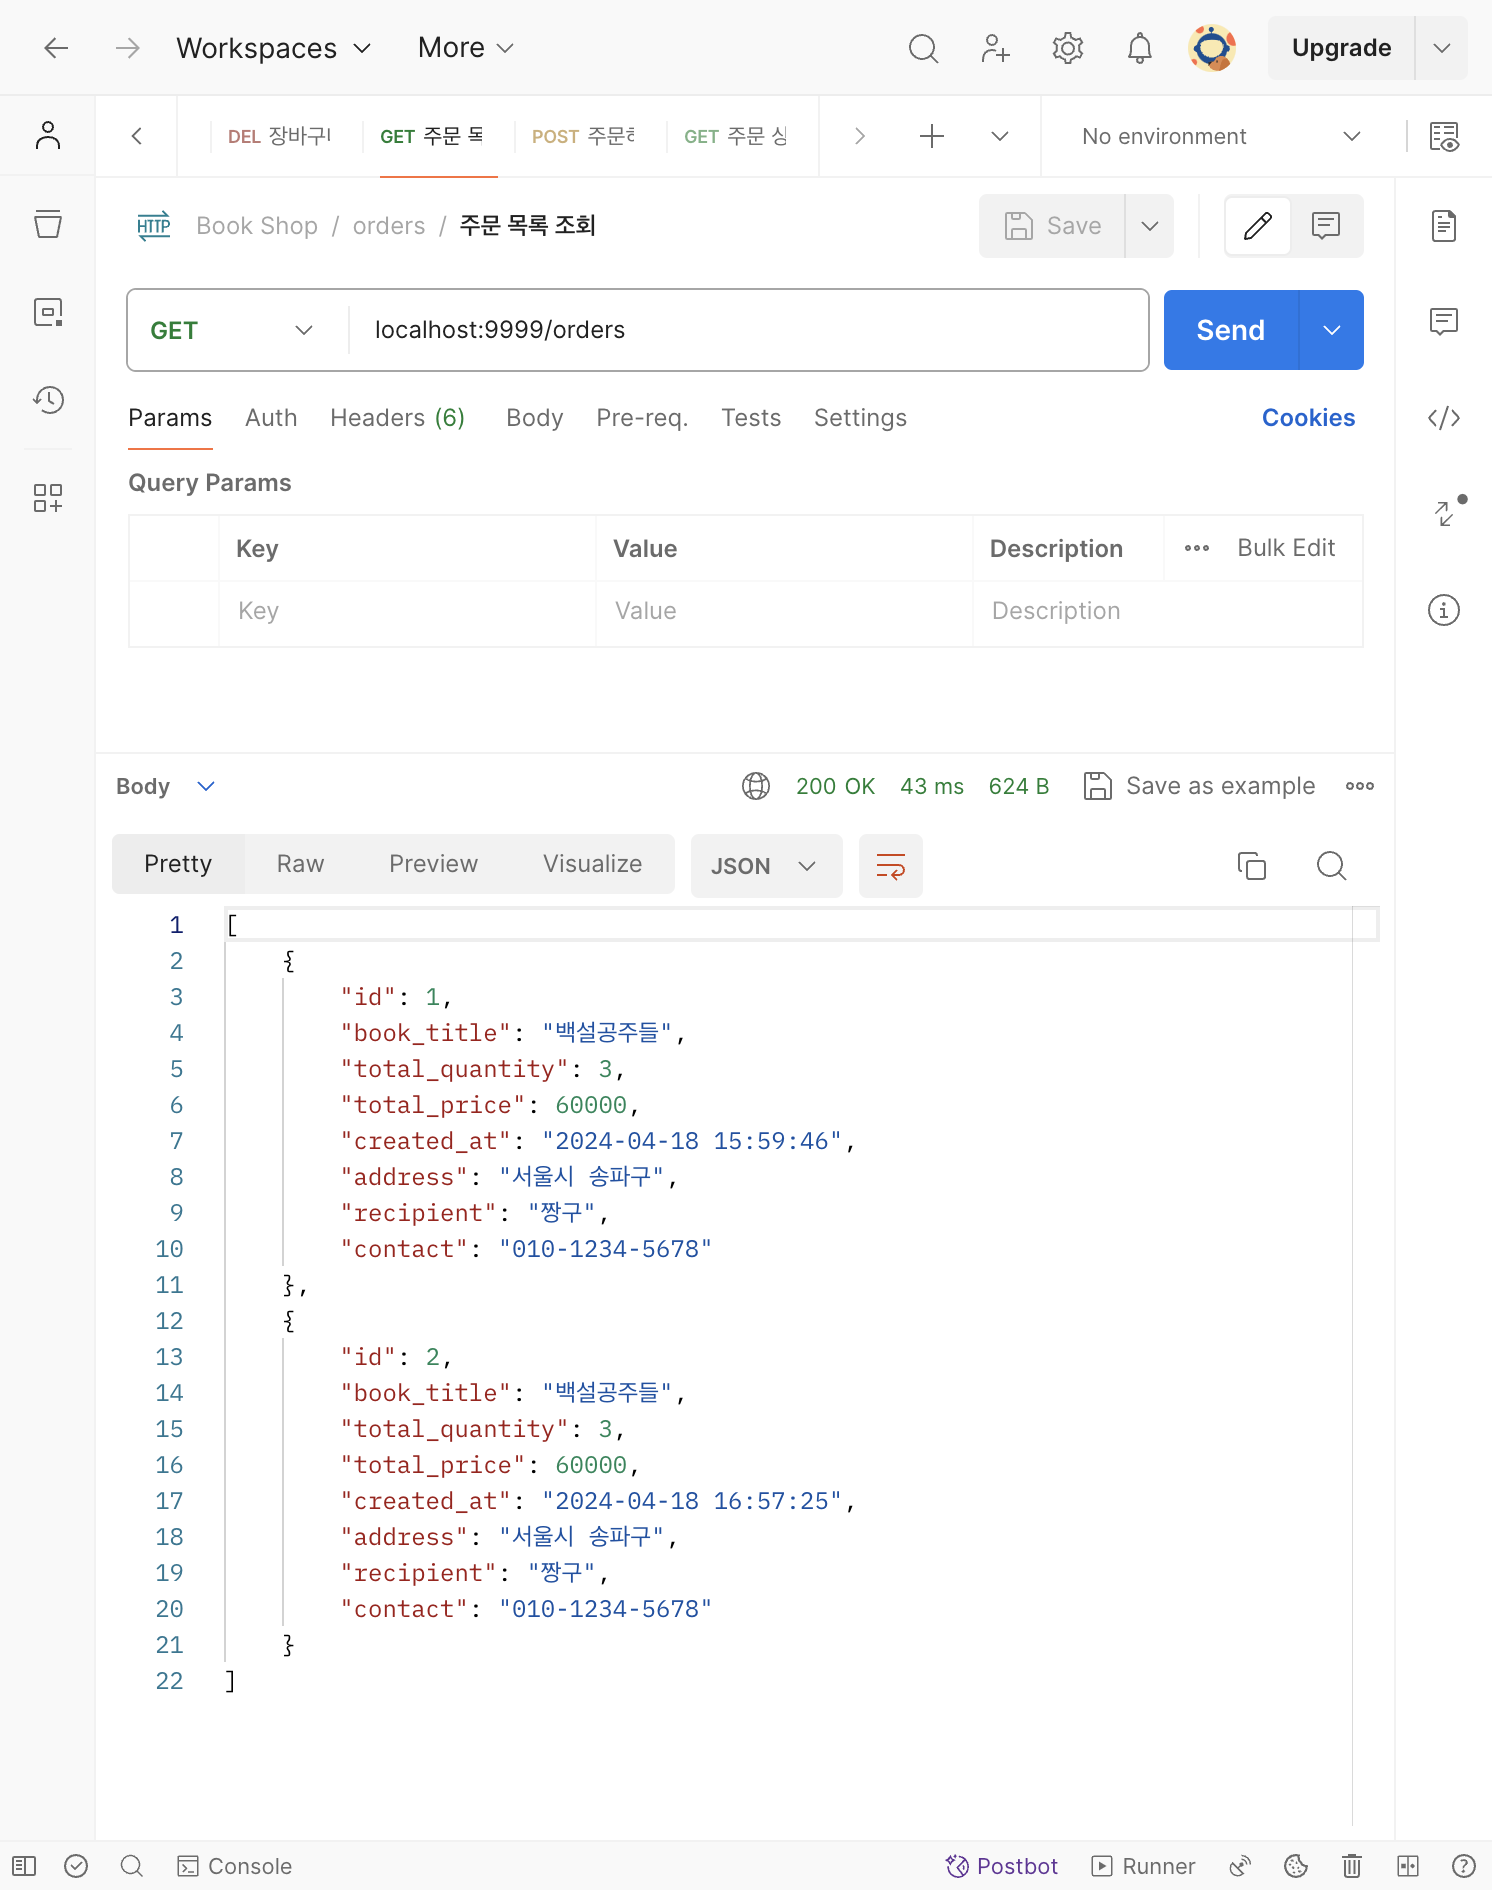 Workspaces More Upgrade
DEL 장바구 GET 주문 목 POST 주문 GET 주문 싱 No environment
HTTP Book Shop / orders / 주문 목록 조회 Save
GET localhost:9999/orders Send
Params Auth Headers (6) Body Pre-req. Tests Settings Cookies
Query Params
Key Value Description Bulk Edit
Key Value Description
Body 200 OK 43 ms 624 B Save as example
Pretty Raw Preview Visualize JSON
1 [
2 {
3 "id": 1,
4 "book_title": "백설공주들",
5 "total_quantity": 3,
6 "total_price": 60000,
7 "created_at": "2024-04-18 15:59:46",
8 "address": "서울시 송파구",
9 "recipient": "짱구",
10 "contact": "010-1234-5678"
11 },
12 {
13 "id": 2,
14 "book_title": "백설공주들",
15 "total_quantity": 3,
16 "total_price": 60000,
17 "created_at": "2024-04-18 16:57:25",
18 "address": "서울시 송파구",
19 "recipient": "짱구",
20 "contact": "010-1234-5678"
21 }
22 ]
Console Postbot Runner